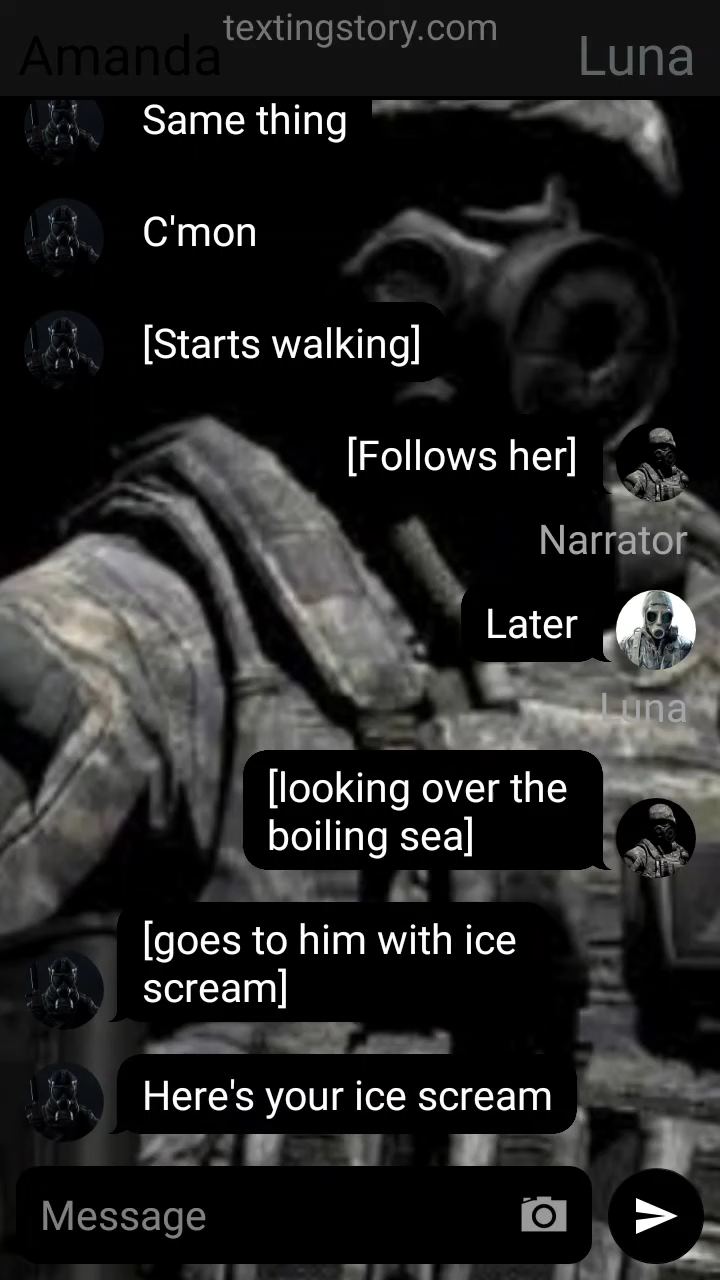 textingstory.com
Amanda
Luna
Same thing
C'mon
[Starts walking]
[Follows her]
Narrator
Later
Luna
[looking over the
boiling sea]
[goes to him with ice
scream]
Here's your ice scream
Message